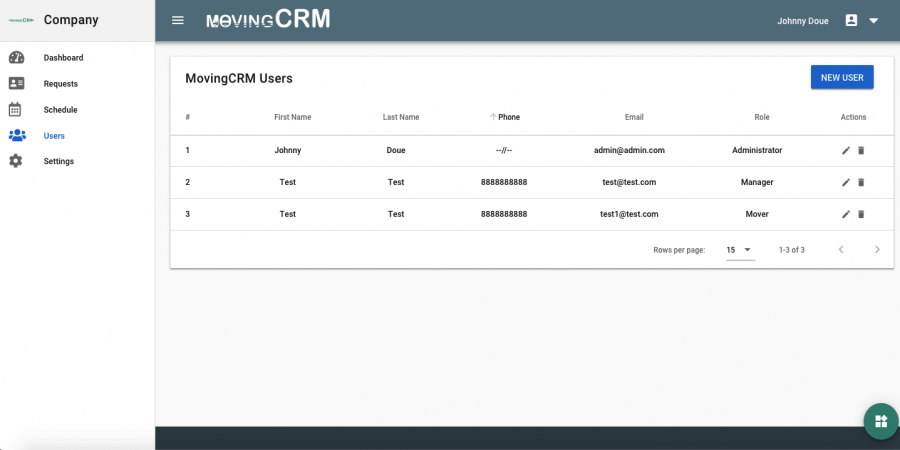 MOVINGCRM Company
MOVINGCRM
Johnny Doue
Dashboard
Requests
Schedule
Users
Settings
MovingCRM Users
NEW USER
# First Name Last Name ↑ Phone Email Role Actions
1 Johnny Doue --//-- admin@admin.com Administrator
2 Test Test 8888888888 test@test.com Manager
3 Test Test 8888888888 test1@test.com Mover
Rows per page: 15 1-3 of 3